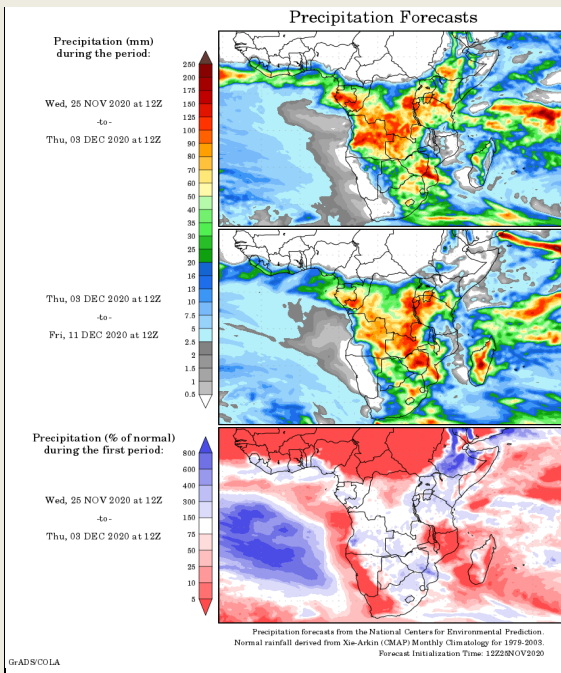 Precipitation Forecasts
Precipitation (mm)
during the period:
Wed, 25 NOV 2020 at 12Z
-to-
Thu, 03 DEC 2020 at 12Z
250
200
175
150
125
100
90
80
70
60
50
40
35
30
25
20
16
13
10
7.5
5
2.5
2
1.5
1
0.5
Thu, 03 DEC 2020 at 12Z
-to-
Fri, 11 DEC 2020 at 12Z
Precipitation (% of normal)
during the first period:
Wed, 25 NOV 2020 at 12Z
-to-
Thu, 03 DEC 2020 at 12Z
800
600
400
300
150
75
50
25
10
5
Precipitation forecasts from the National Centers for Environmental Prediction.
Normal rainfall derived from Xie-Arkin (CMAP) Monthly Climatology for 1979-2003.
Forecast Initialization Time: 12Z25NOV2020
GrADS/COLA